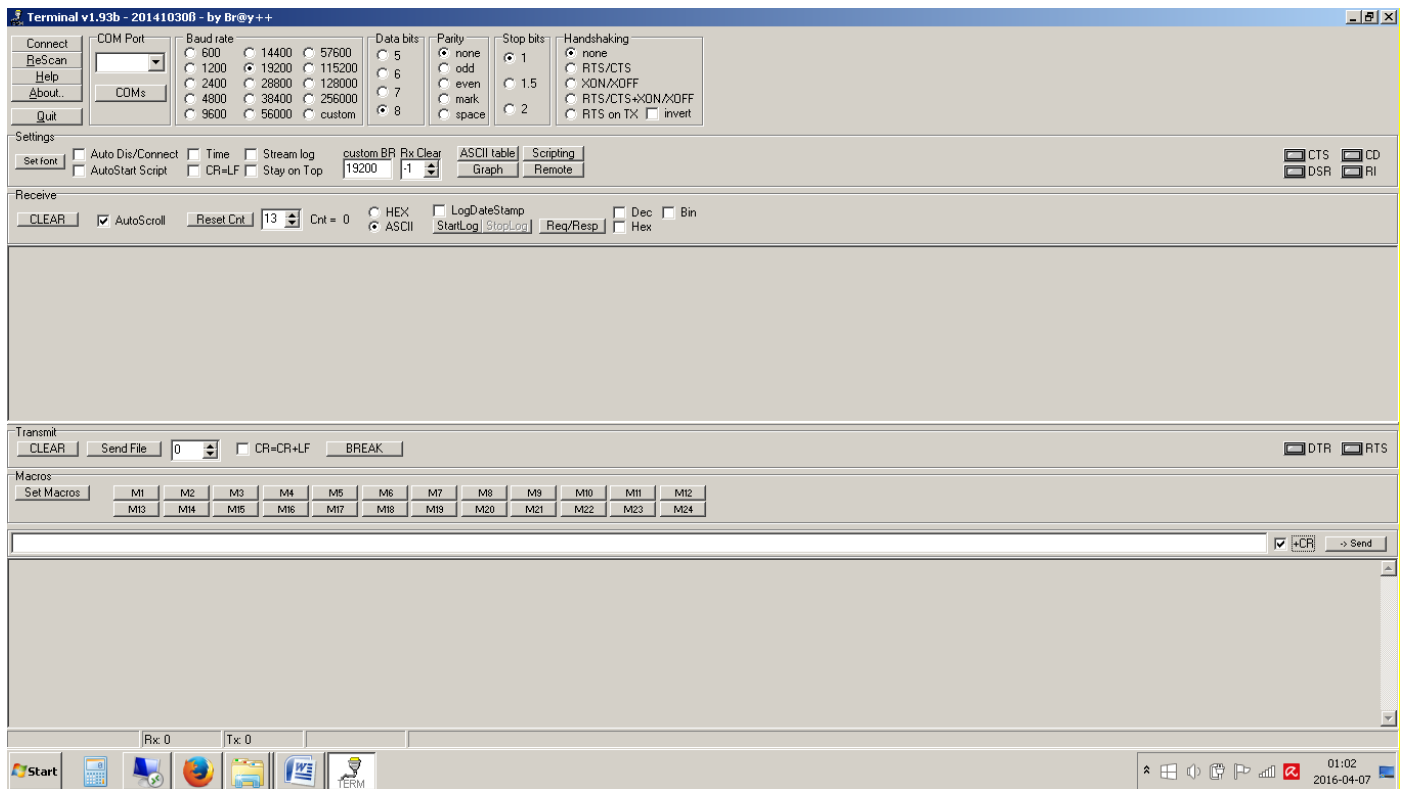 Terminal v1.93b - 20141030ß - by Br@y++
Connect
ReScan
Help
About..
Quit
COM Port
COMs
Baud rate
600 14400 57600
1200 19200 115200
2400 28800 128000
4800 38400 256000
9600 56000 custom
Data bits
5
6
7
8
Parity
none
odd
even
mark
space
Stop bits
1
1.5
2
Handshaking
none
RTS/CTS
XON/XOFF
RTS/CTS+XON/XOFF
RTS on TX invert
Settings
Set font
Auto Dis/Connect Time Stream log
AutoStart Script CR=LF Stay on Top
custom BR Rx Clear
19200 -1
ASCII table Scripting
Graph Remote
CTS CD
DSR RI
Receive
CLEAR AutoScroll Reset Cnt 13 Cnt = 0
HEX
ASCII
LogDateStamp
StartLog StopLog Req/Resp
Dec Bin
Hex
Transmit
CLEAR Send File 0 CR=CR+LF BREAK DTR RTS
Macros
Set Macros M1 M2 M3 M4 M5 M6 M7 M8 M9 M10 M11 M12
M13 M14 M15 M16 M17 M18 M19 M20 M21 M22 M23 M24
+CR -> Send
Rx: 0 Tx: 0
Start
TERM
01:02
2016-04-07